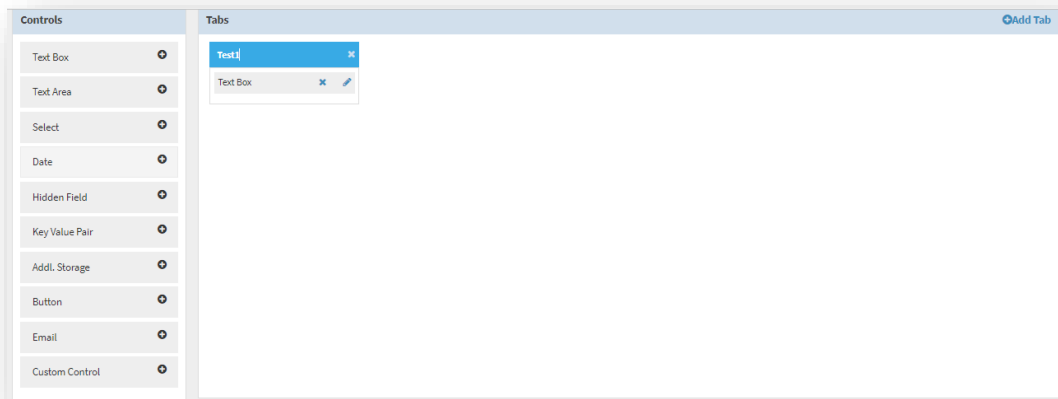 Controls
Tabs
Add Tab
Text Box
Text Area
Select
Date
Hidden Field
Key Value Pair
Addl. Storage
Button
Email
Custom Control
Test1
Text Box